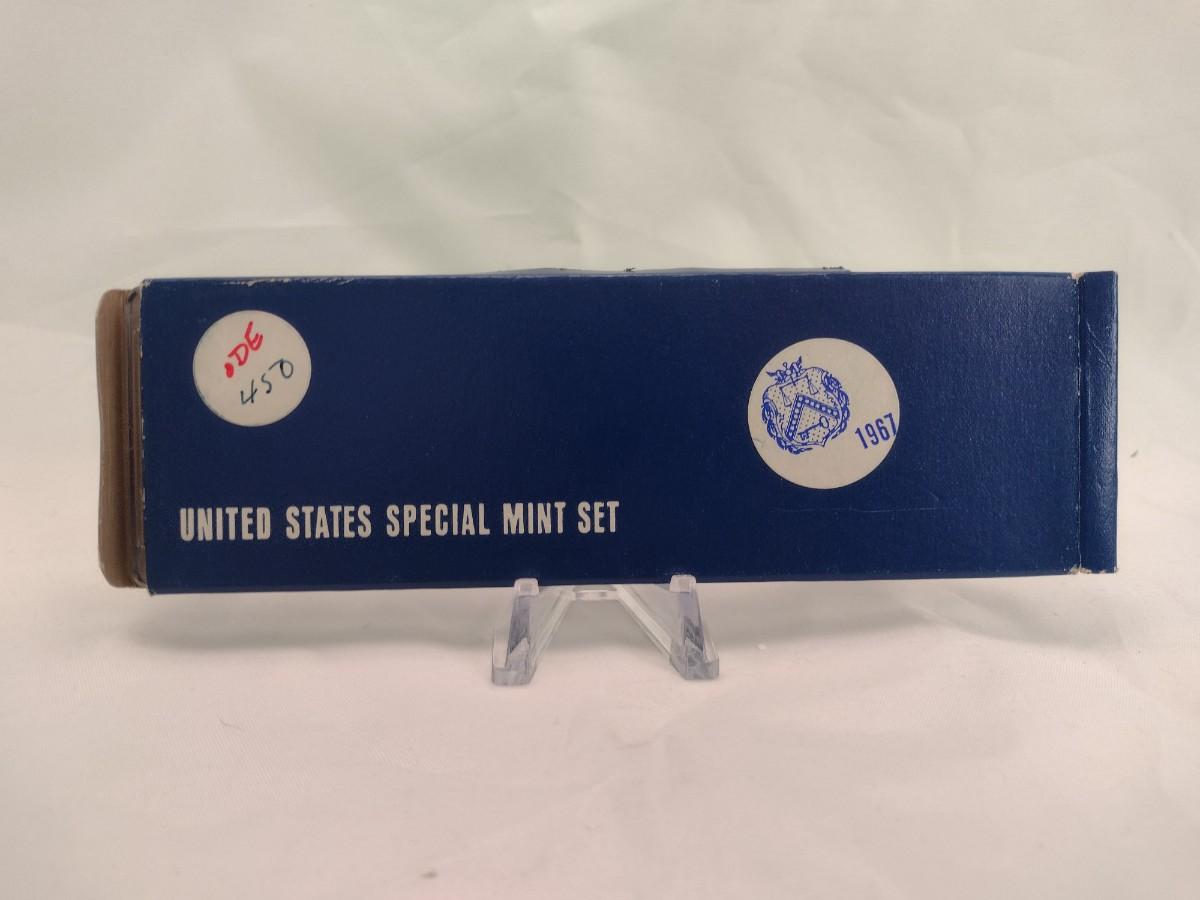 .DE
450
1967
UNITED STATES SPECIAL MINT SET